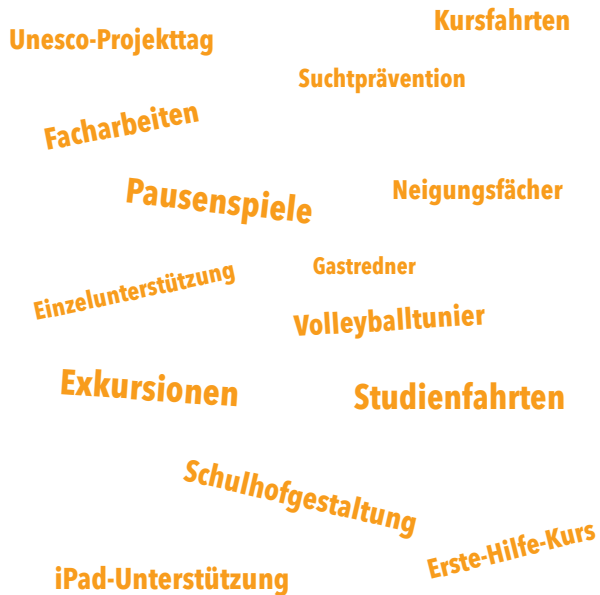 Kursfahrten
Unesco-Projekttag
Suchtprävention
Facharbeiten
Pausenspiele
Neigungsfächer
Gastredner
Einzelunterstützung
Volleyballtunier
Exkursionen
Studienfahrten
Schulhofgestaltung
Erste-Hilfe-Kurs
iPad-Unterstützung